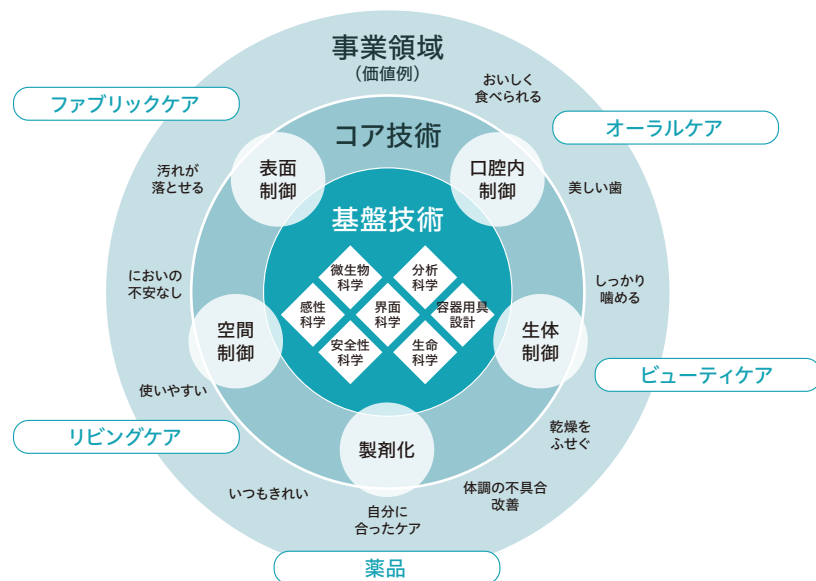 事業領域
（価値例）
ファブリックケア
おいしく
食べられる
オーラルケア
コア技術
汚れが
落とせる
表面
制御
口腔内
制御
美しい歯
基盤技術
微生物
科学
分析
科学
においの
不安なし
感性
科学
界面
科学
容器用具
設計
しっかり
噛める
空間
制御
安全性
科学
生命
科学
生体
制御
使いやすい
ビューティケア
リビングケア
製剤化
乾燥を
ふせぐ
いつもきれい
自分に
合ったケア
体調の不具合
改善
薬品